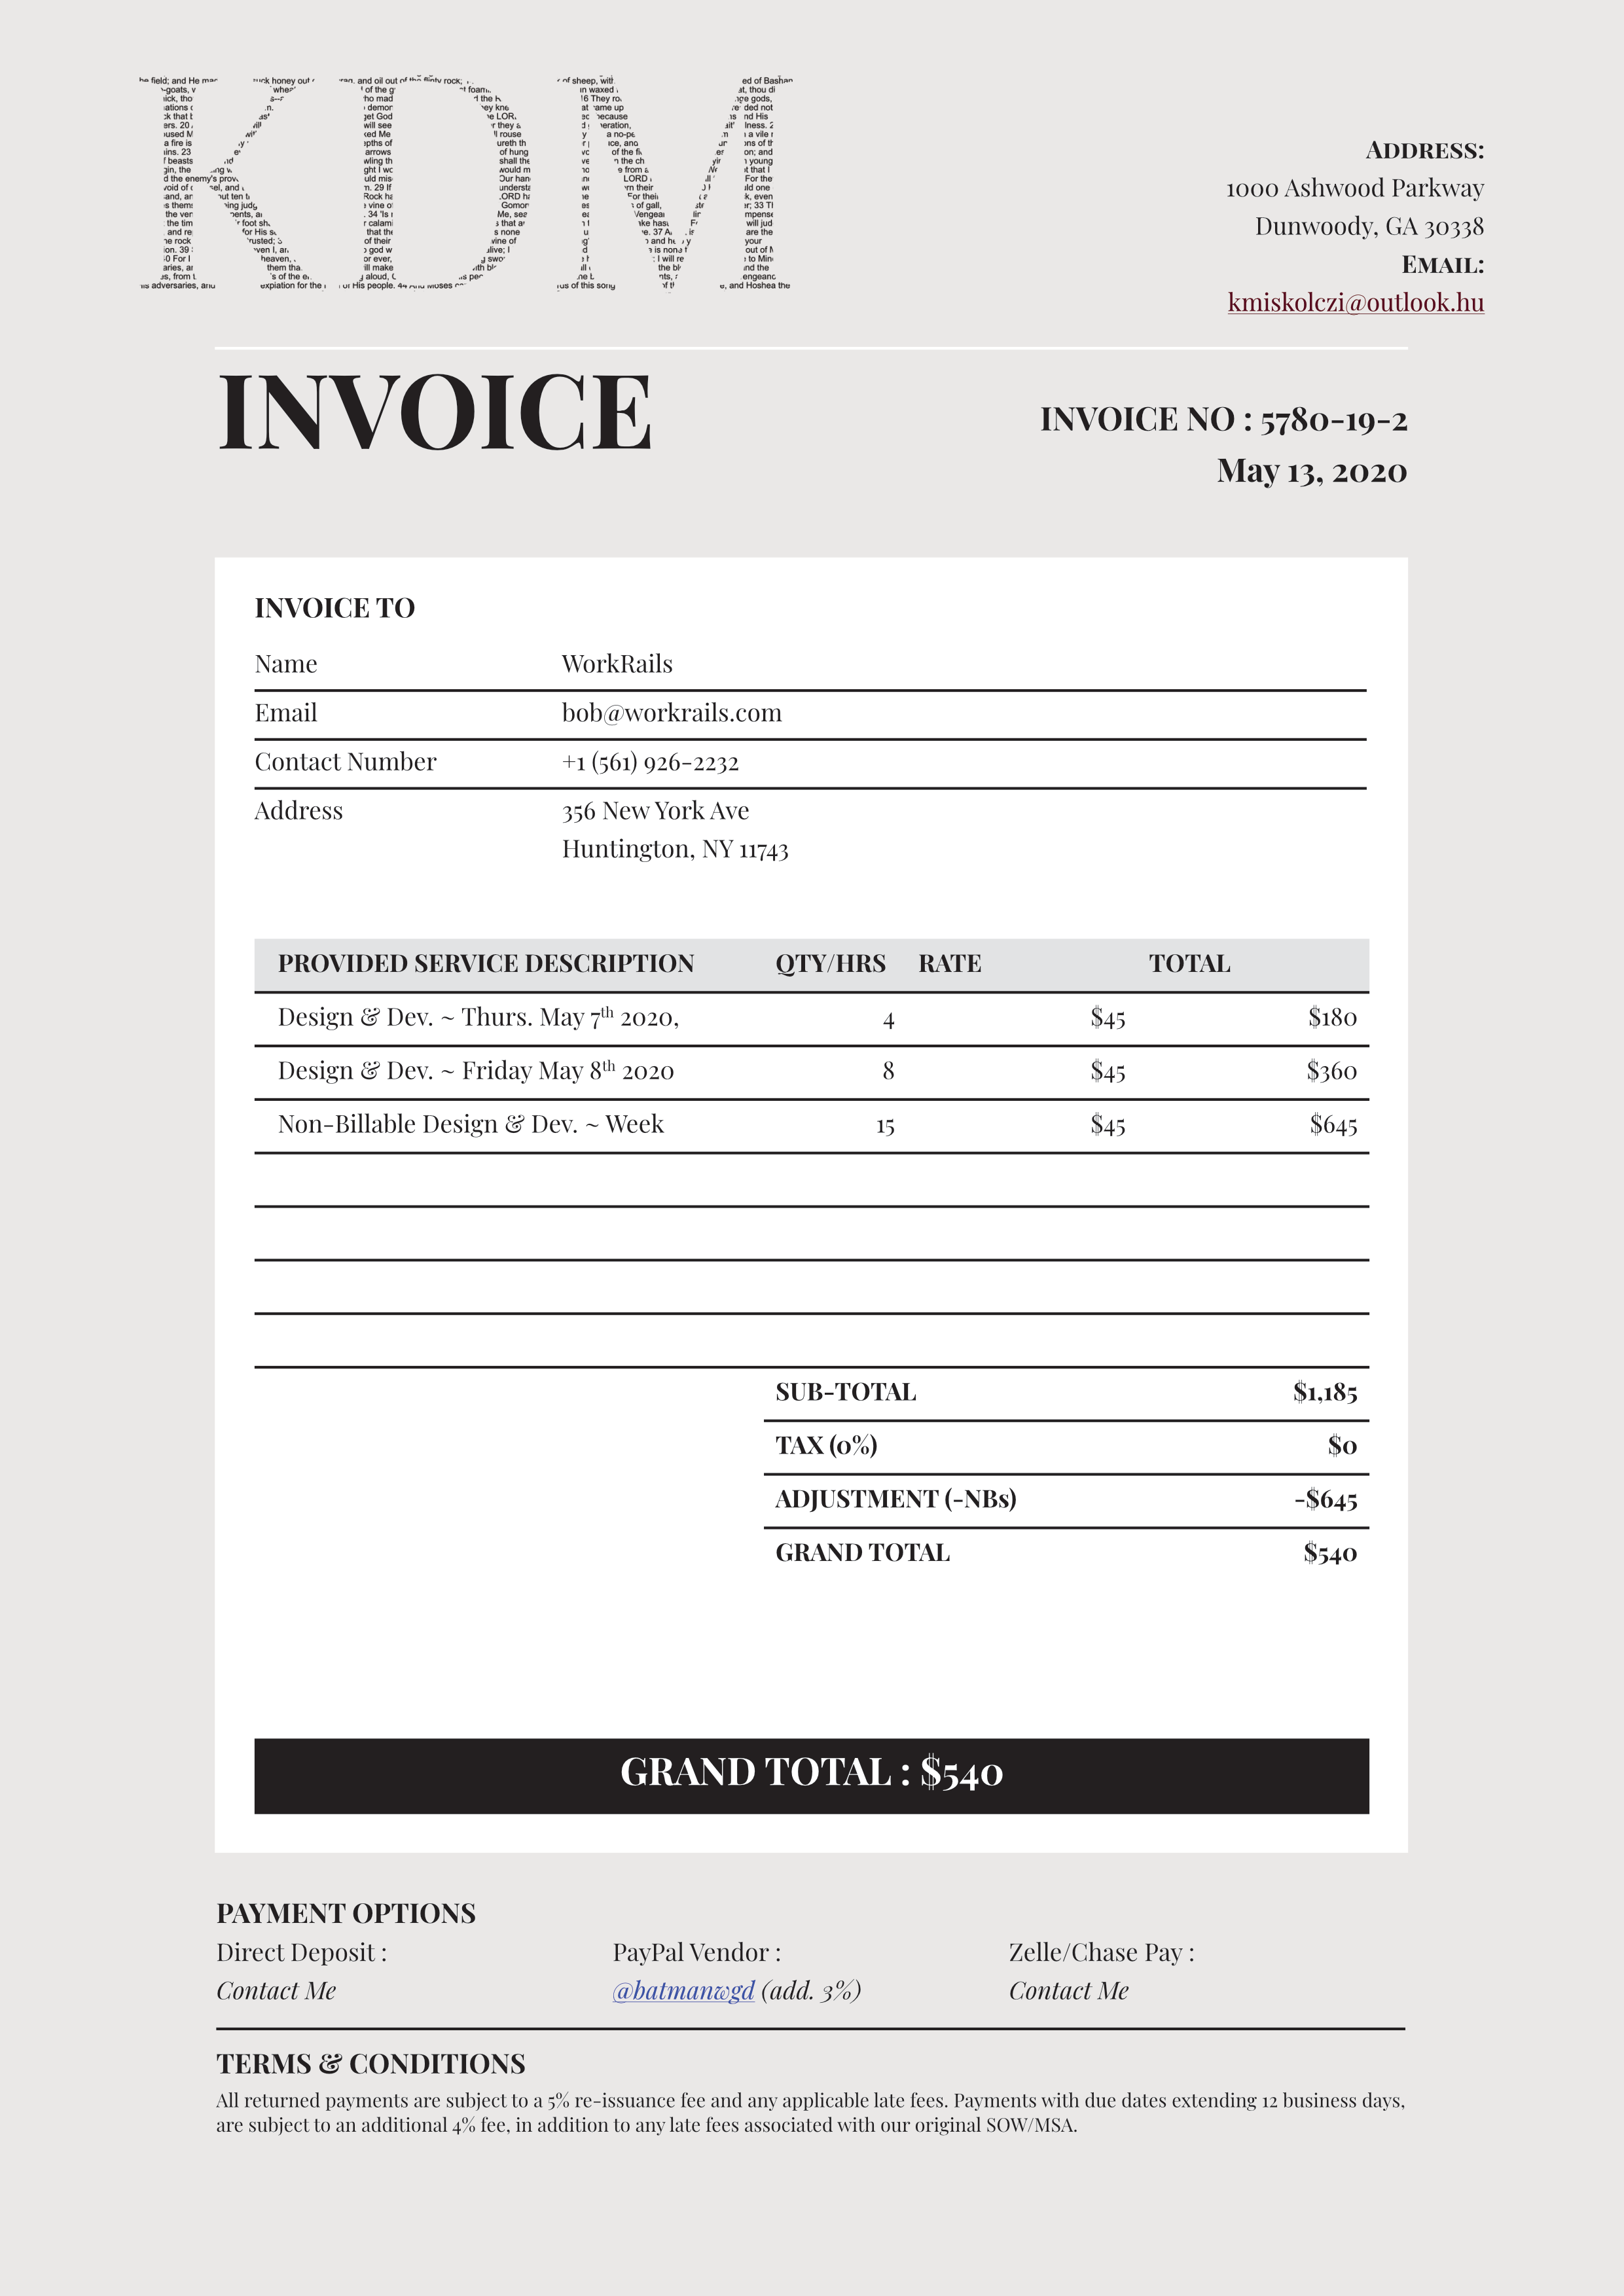 KDM
ADDRESS:
1000 Ashwood Parkway
Dunwoody, GA 30338
EMAIL:
kmiskolczi@outlook.hu
INVOICE
INVOICE NO : 5780-19-2
May 13, 2020
INVOICE TO
Name WorkRails
Email bob@workrails.com
Contact Number +1 (561) 926-2232
Address 356 New York Ave
Huntington, NY 11743
PROVIDED SERVICE DESCRIPTION QTY/HRS RATE TOTAL
Design & Dev. ~ Thurs. May 7th 2020, 4 $45 $180
Design & Dev. ~ Friday May 8th 2020 8 $45 $360
Non-Billable Design & Dev. ~ Week 15 $45 $645
SUB-TOTAL $1,185
TAX (0%) $0
ADJUSTMENT (-NBs) -$645
GRAND TOTAL $540
GRAND TOTAL : $540
PAYMENT OPTIONS
Direct Deposit : PayPal Vendor : Zelle/Chase Pay :
Contact Me @batmanwgd (add. 3%) Contact Me
TERMS & CONDITIONS
All returned payments are subject to a 5% re-issuance fee and any applicable late fees. Payments with due dates extending 12 business days,
are subject to an additional 4% fee, in addition to any late fees associated with our original SOW/MSA.